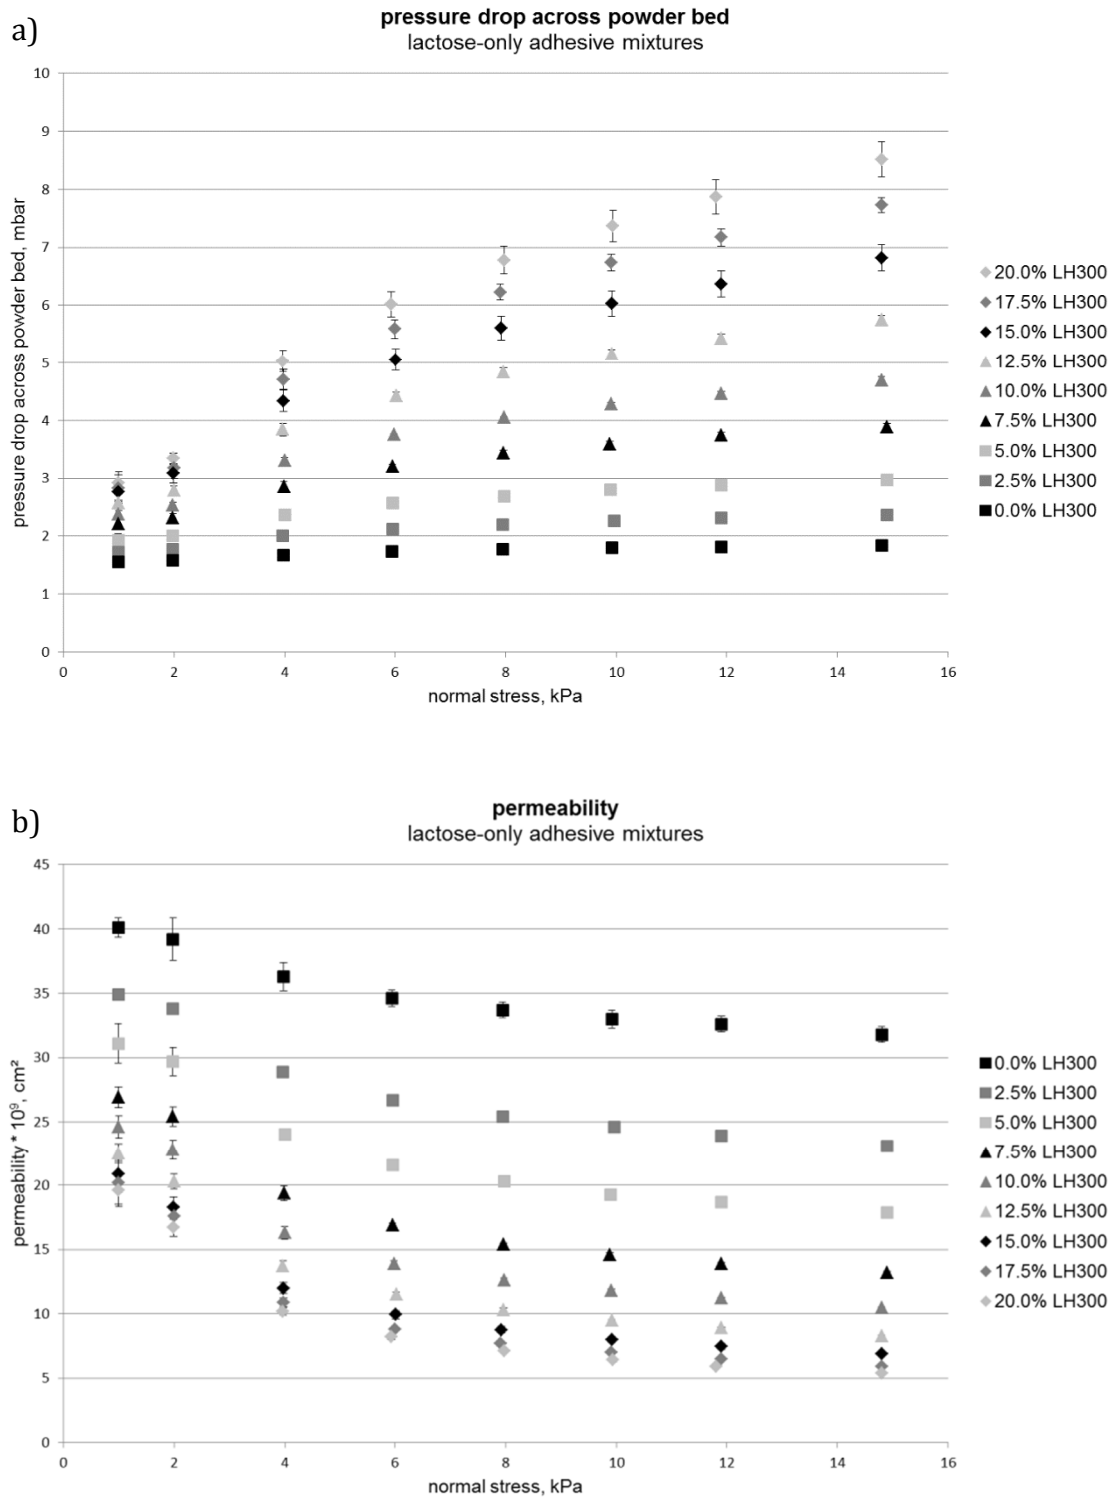 a)
pressure drop across powder bed
lactose-only adhesive mixtures
10
9
8
7
6
5
4
3
2
1
0
pressure drop across powder bed, mbar
0 2 4 6 8 10 12 14 16
normal stress, kPa
20.0% LH300
17.5% LH300
15.0% LH300
12.5% LH300
10.0% LH300
7.5% LH300
5.0% LH300
2.5% LH300
0.0% LH300
b)
permeability
lactose-only adhesive mixtures
45
40
35
30
25
20
15
10
5
0
permeability * 10⁹, cm²
0 2 4 6 8 10 12 14 16
normal stress, kPa
0.0% LH300
2.5% LH300
5.0% LH300
7.5% LH300
10.0% LH300
12.5% LH300
15.0% LH300
17.5% LH300
20.0% LH300